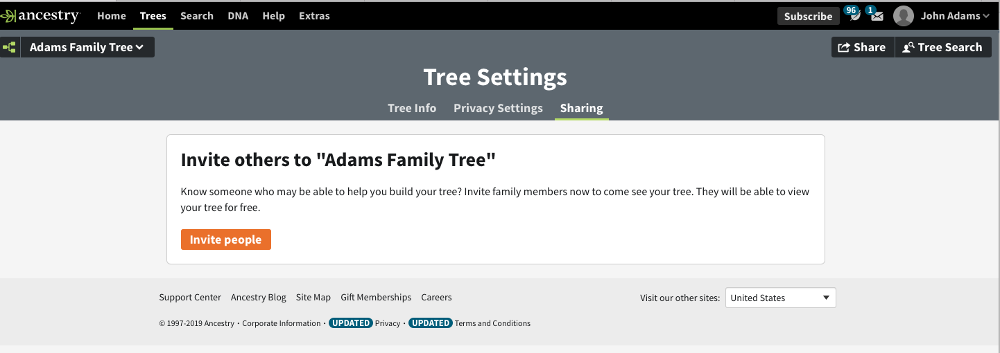 ancestry Home Trees Search DNA Help Extras Subscribe 96 1 John Adams
Adams Family Tree Share Tree Search
Tree Settings
Tree Info Privacy Settings Sharing
Invite others to "Adams Family Tree"
Know someone who may be able to help you build your tree? Invite family members now to come see your tree. They will be able to view
your tree for free.
Invite people
Support Center Ancestry Blog Site Map Gift Memberships Careers Visit our other sites: United States
© 1997-2019 Ancestry · Corporate Information · UPDATED Privacy · UPDATED Terms and Conditions